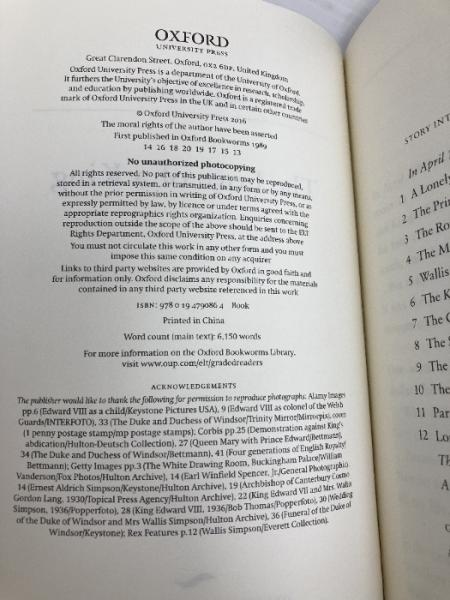 OXFORD
UNIVERSITY PRESS
Great Clarendon Street, Oxford, OX2 6DP, United Kingdom
Oxford University Press is a department of the University of Oxford.
It furthers the University's objective of excellence in research, scholarship,
and education by publishing worldwide. Oxford is a registered trade
mark of Oxford University Press in the UK and in certain other countries
© Oxford University Press 2016
The moral rights of the author have been asserted
First published in Oxford Bookworms 1989
14 16 18 20 19 17 15 13
No unauthorized photocopying
All rights reserved. No part of this publication may be reproduced,
stored in a retrieval system, or transmitted, in any form or by any means,
without the prior permission in writing of Oxford University Press, or as
expressly permitted by law, by licence or under terms agreed with the
appropriate reprographics rights organization. Enquiries concerning
reproduction outside the scope of the above should be sent to the ELT
Rights Department, Oxford University Press, at the address above
You must not circulate this work in any other form and you must
impose this same condition on any acquirer
Links to third party websites are provided by Oxford in good faith and
for information only. Oxford disclaims any responsibility for the materials
contained in any third party website referenced in this work
ISBN: 978 0 19 479086 4 Book
Printed in China
Word count (main text): 6,150 words
For more information on the Oxford Bookworms Library,
visit www.oup.com/elt/gradedreaders
ACKNOWLEDGEMENTS
The publisher would like to thank the following for permission to reproduce photographs: Alamy Images
pp.6 (Edward VIII as a child/Keystone Pictures USA), 9 (Edward VIII as colonel of the Welsh
Guards/INTERFOTO), 33 (The Duke and Duchess of Windsor/Trinity Mirror/Mirrorpix), cover
(1 penny postage stamp/mp postage stamps); Corbis pp.25 (Demonstration against King's
abdication/Hulton-Deutsch Collection), 27 (Queen Mary with Prince Edward/Bettmann),
34 (The Duke and Duchess of Windsor/Bettmann), 41 (Four generations of English Royalty/
Bettmann); Getty Images pp.3 (The White Drawing Room, Buckingham Palace/William
Vanderson/Fox Photos/Hulton Archive), 14 (Earl Winfield Spencer, Jr./General Photographic
14 (Ernest Aldrich Simpson/Keystone/Hulton Archive), 19 (Archbishop of Canterbury Cosmo
Gordon Lang, 1930/Topical Press Agency/Hulton Archive), 22 (King Edward VII and Mrs. Wallis
Simpson, 1936/Popperfoto), 28 (King Edward VIII, 1936/Bob Thomas/Popperfoto), 30 (Wedding
of the Duke of Windsor and Mrs Wallis Simpson/Hulton Archive), 36 (Funeral of the Duke of
Windsor/Keystone); Rex Features p.12 (Wallis Simpson/Everett Collection).
STORY INT
In April
1 A Lonely
2 The Prin
3 The Ro
4 The M
5 Wallis
6 The K
7 The
8 The S
9 The
10 The
11 Par
12 Lo
Th
A